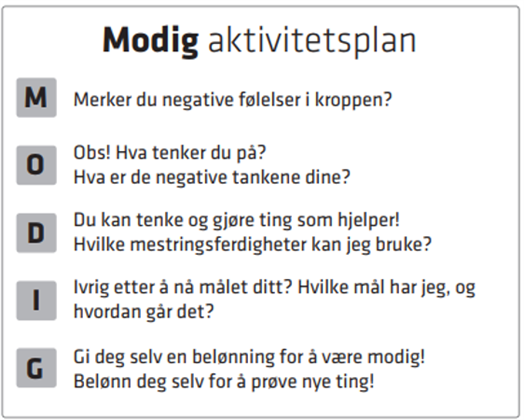 Modig aktivitetsplan
M
Merker du negative følelser i kroppen?
O
Obs! Hva tenker du på?
Hva er de negative tankene dine?
D
Du kan tenke og gjøre ting som hjelper!
Hvilke mestringsferdigheter kan jeg bruke?
I
Ivrig etter å nå målet ditt? Hvilke mål har jeg, og
hvordan går det?
G
Gi deg selv en belønning for å være modig!
Belønn deg selv for å prøve nye ting!